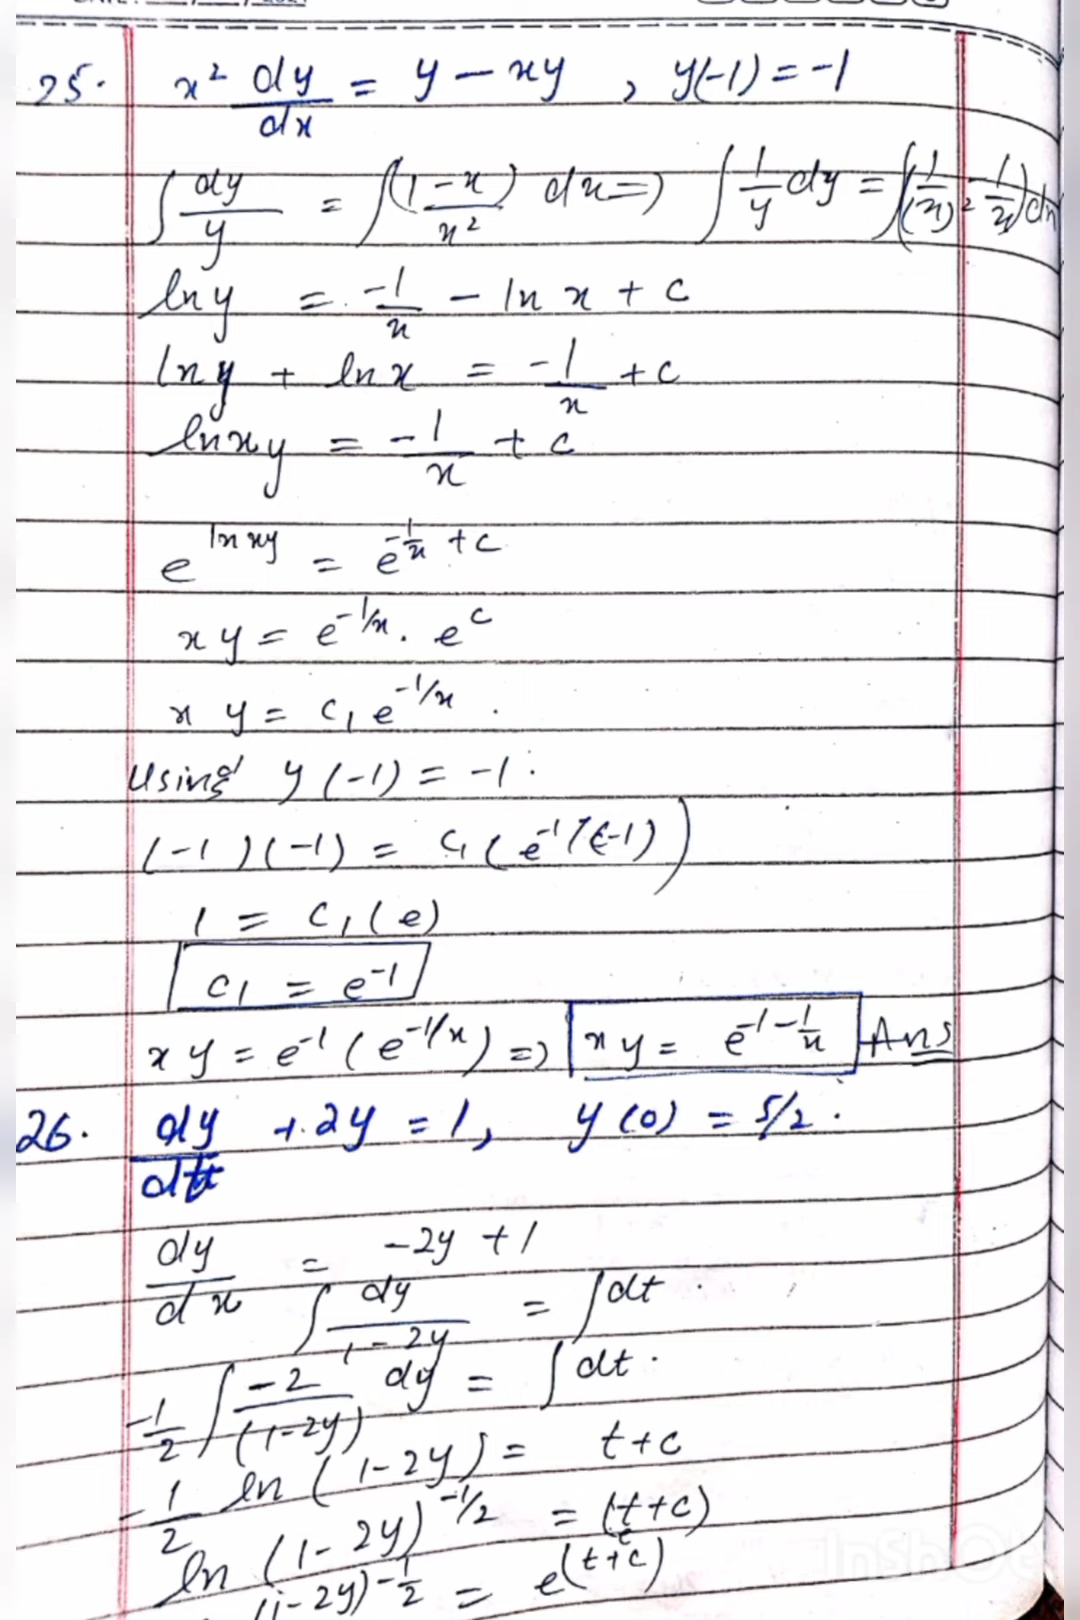 25. x² dy/dx = y - xy , y(-1) = -1
∫ dy/y = ∫ (1-x)/x² dx => ∫ 1/y dy = ∫ ((1/x)² - 1/x) dx
ln y = -1/x - ln x + c
ln y + ln x = -1/x + c
ln xy = -1/x + c
e^(ln xy) = e^(-1/x + c)
x y = e^(-1/x) . e^c
x y = c₁ e^(-1/x) .
Using y (-1) = -1 .
(-1)(-1) = c₁ (e^(-1/(-1)))
1 = c₁ (e)
c₁ = e^-1
x y = e^-1 (e^(-1/x)) => x y = e^(-1 - 1/x) Ans
26. dy/dt + 2y = 1, y (0) = 5/2 .
dy/dx = -2y + 1
∫ dy/(1-2y) = ∫ dt .
-1/2 ∫ -2/(1-2y) dy = ∫ dt .
-1/2 ln (1-2y) = t + c
ln (1-2y)^(-1/2) = (t+c)
(1-2y)^(-1/2) = e^(t+c)
InShot